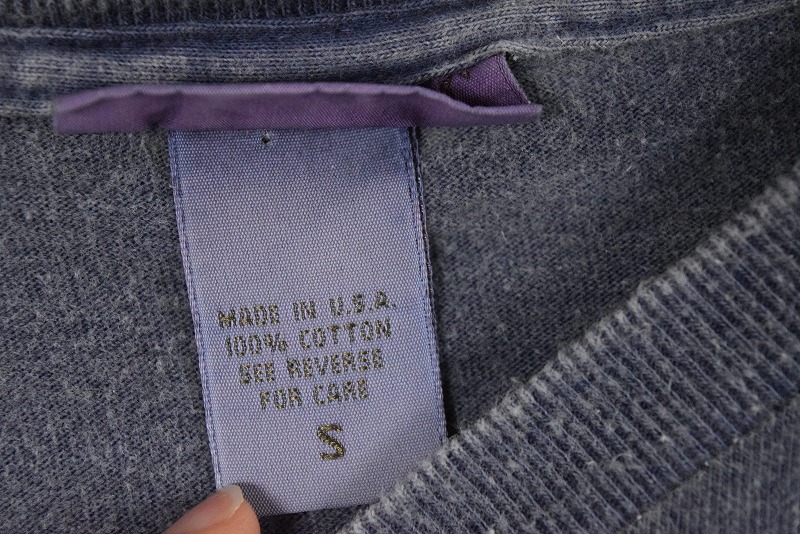 MADE IN U.S.A.
100% COTTON
SEE REVERSE
FOR CARE
S